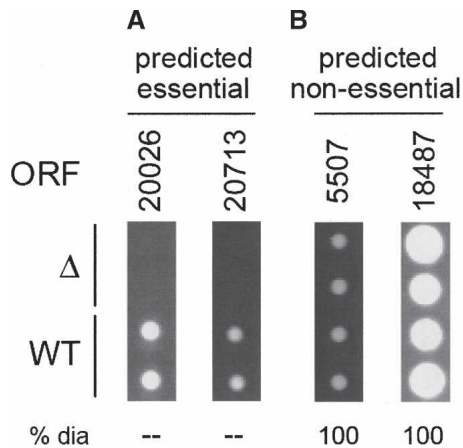 A B
predicted essential predicted non-essential
ORF 20026 20713 5507 18487
Δ
WT
% dia -- -- 100 100